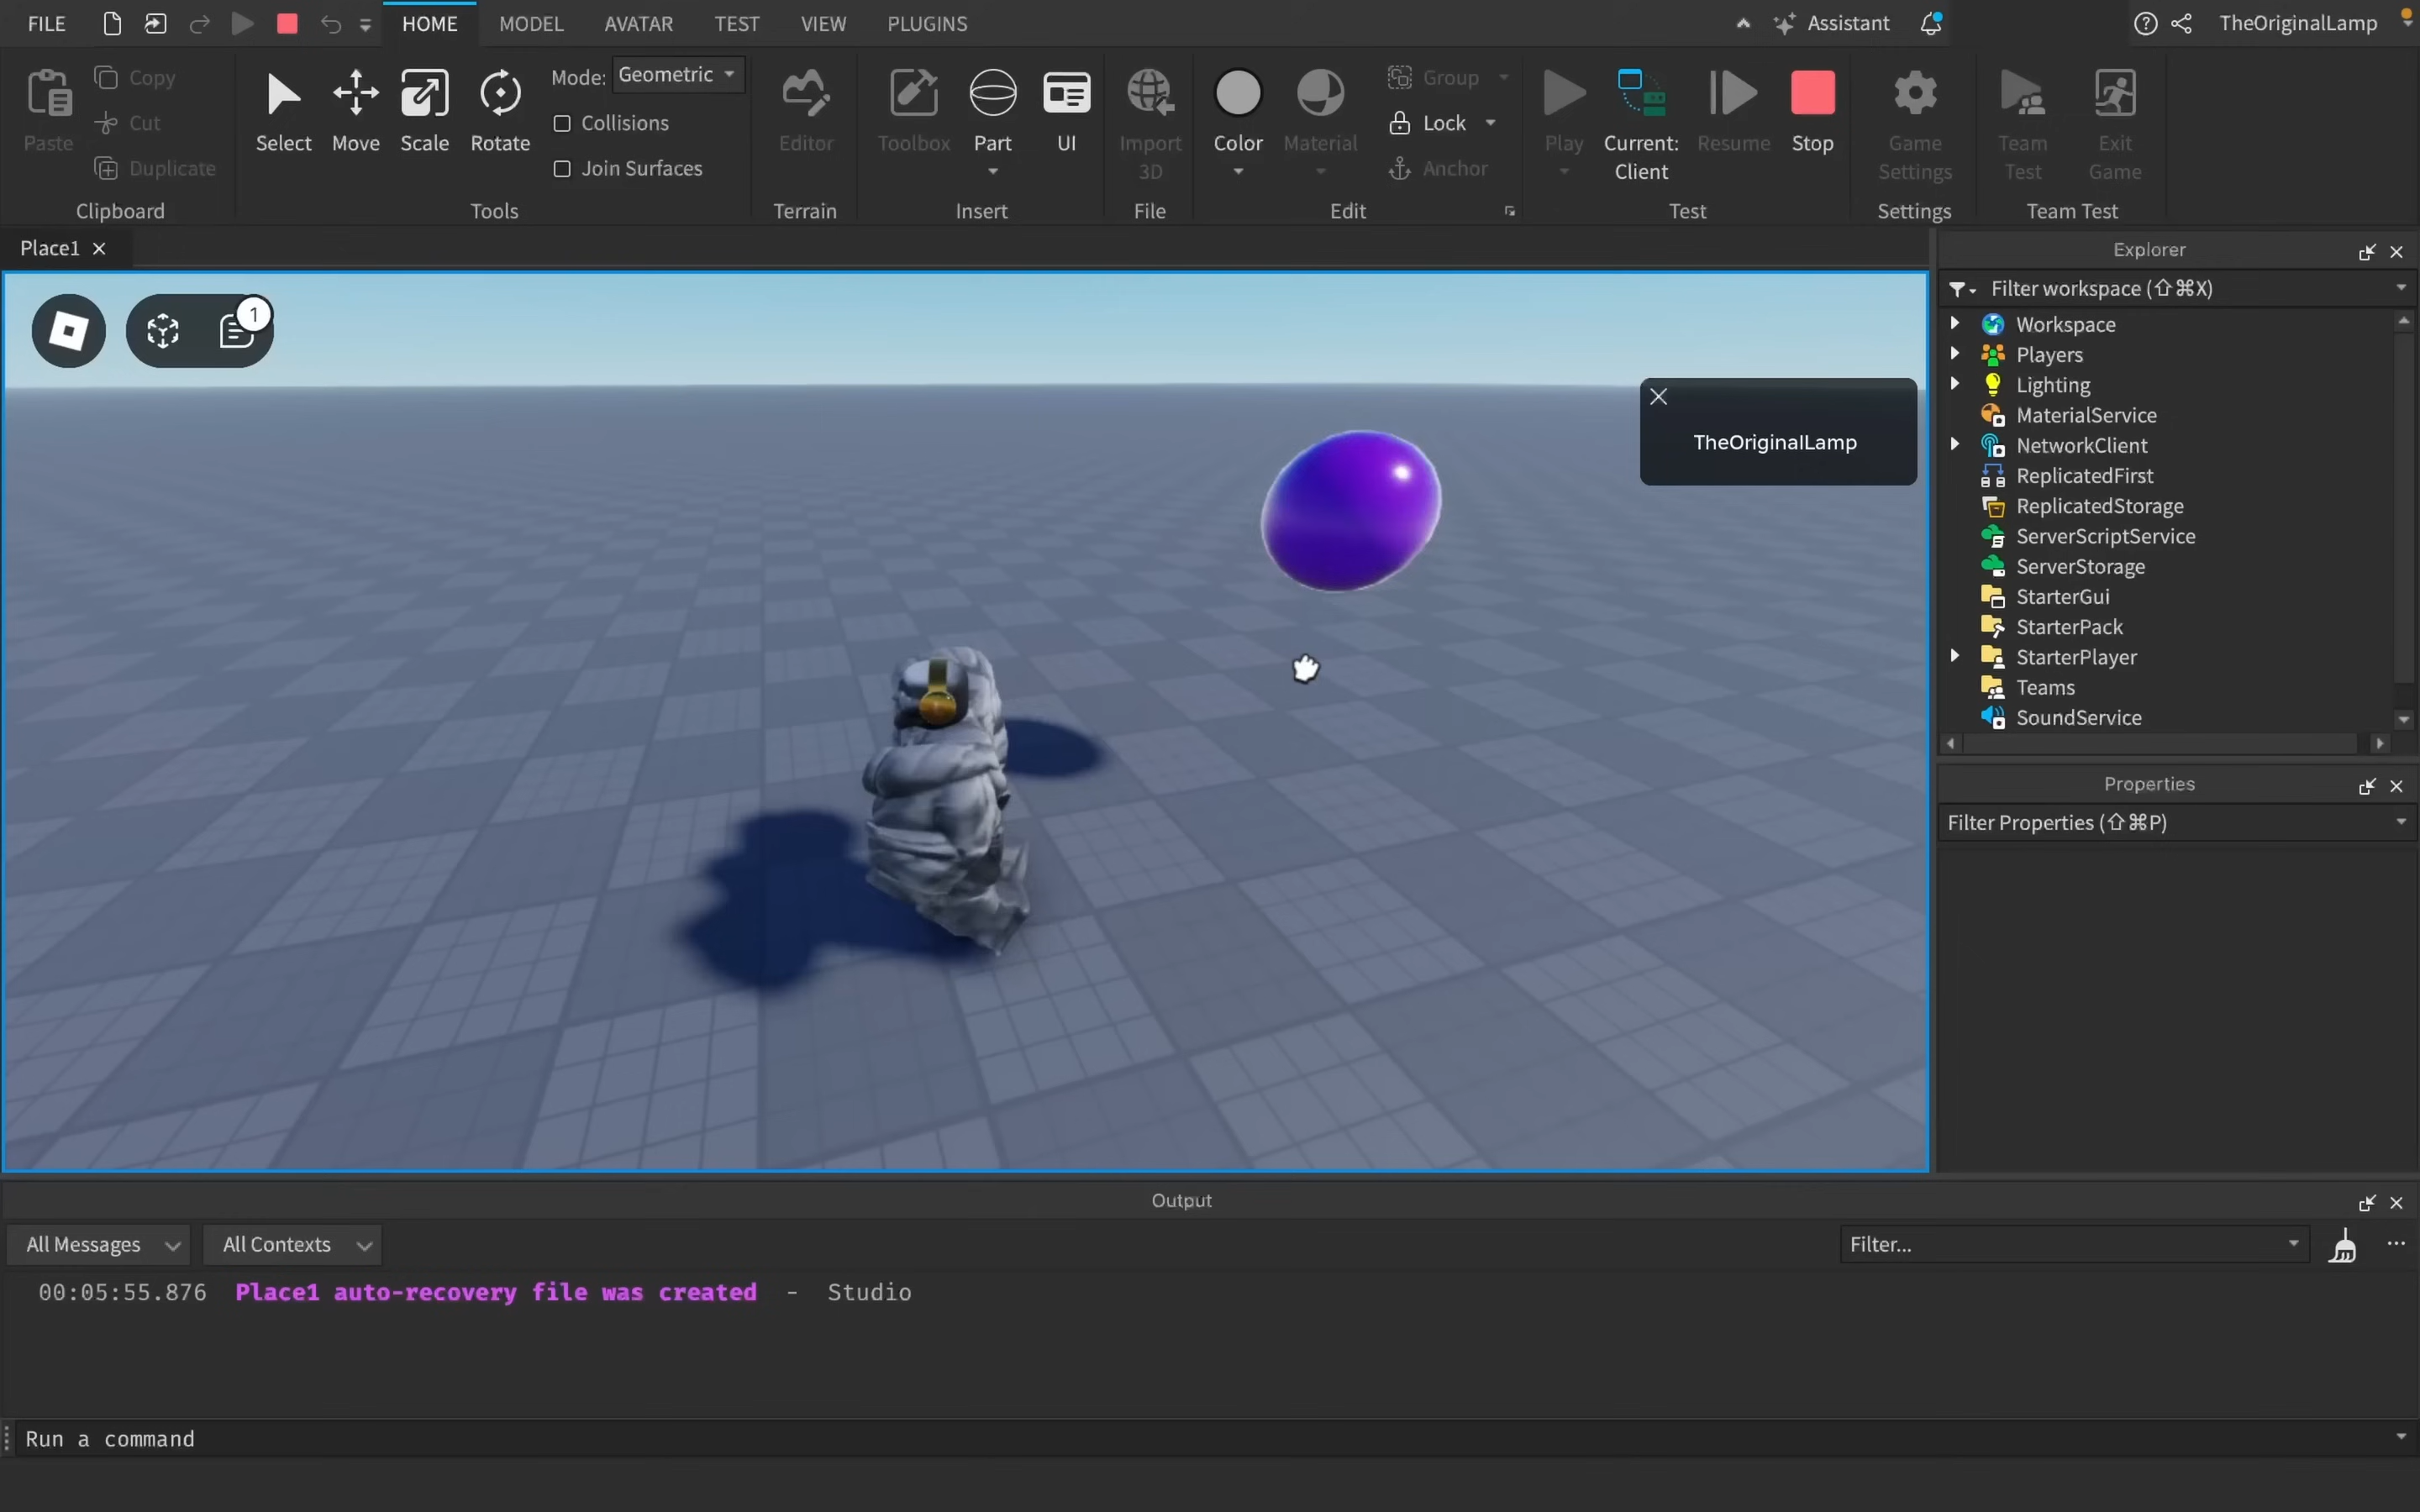 FILE HOME MODEL AVATAR TEST VIEW PLUGINS Assistant TheOriginalLamp
Paste
Copy
Cut
Duplicate
Clipboard
Select Move Scale Rotate
Mode: Geometric
Collisions
Join Surfaces
Tools
Editor
Terrain
Toolbox Part UI
Insert
Import
3D
File
Color Material
Group
Lock
Anchor
Edit
Play
Current:
Client
Resume
Stop
Test
Game
Settings
Settings
Team
Test
Exit
Game
Team Test
Place1
1
TheOriginalLamp
Explorer
Filter workspace (⇧⌘X)
Workspace
Players
Lighting
MaterialService
NetworkClient
ReplicatedFirst
ReplicatedStorage
ServerScriptService
ServerStorage
StarterGui
StarterPack
StarterPlayer
Teams
SoundService
Properties
Filter Properties (⇧⌘P)
Output
All Messages All Contexts Filter...
00:05:55.876 Place1 auto-recovery file was created - Studio
Run a command